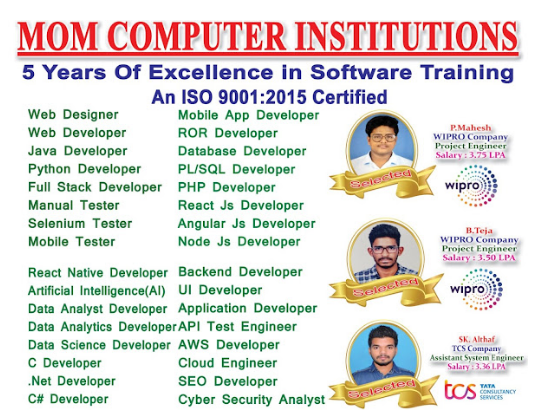 MOM COMPUTER INSTITUTIONS
5 Years Of Excellence in Software Training
An ISO 9001:2015 Certified
Web Designer
Web Developer
Java Developer
Python Developer
Full Stack Developer
Manual Tester
Selenium Tester
Mobile Tester
React Native Developer
Artificial Intelligence(AI)
Data Analyst Developer
Data Analytics Developer
Data Science Developer
C Developer
.Net Developer
C# Developer
Mobile App Developer
ROR Developer
Database Developer
PL/SQL Developer
PHP Developer
React Js Developer
Angular Js Developer
Node Js Developer
Backend Developer
UI Developer
Application Developer
API Test Engineer
AWS Developer
Cloud Engineer
SEO Developer
Cyber Security Analyst
Selected
P.Mahesh
WIPRO Company
Project Engineer
Salary : 3.75 LPA
wipro
Selected
B.Teja
WIPRO Company
Project Engineer
Salary : 3.50 LPA
wipro
Selected
SK. Althaf
TCS Company
Assistant System Engineer
Salary : 3.36 LPA
tcs TATA
CONSULTANCY
SERVICES